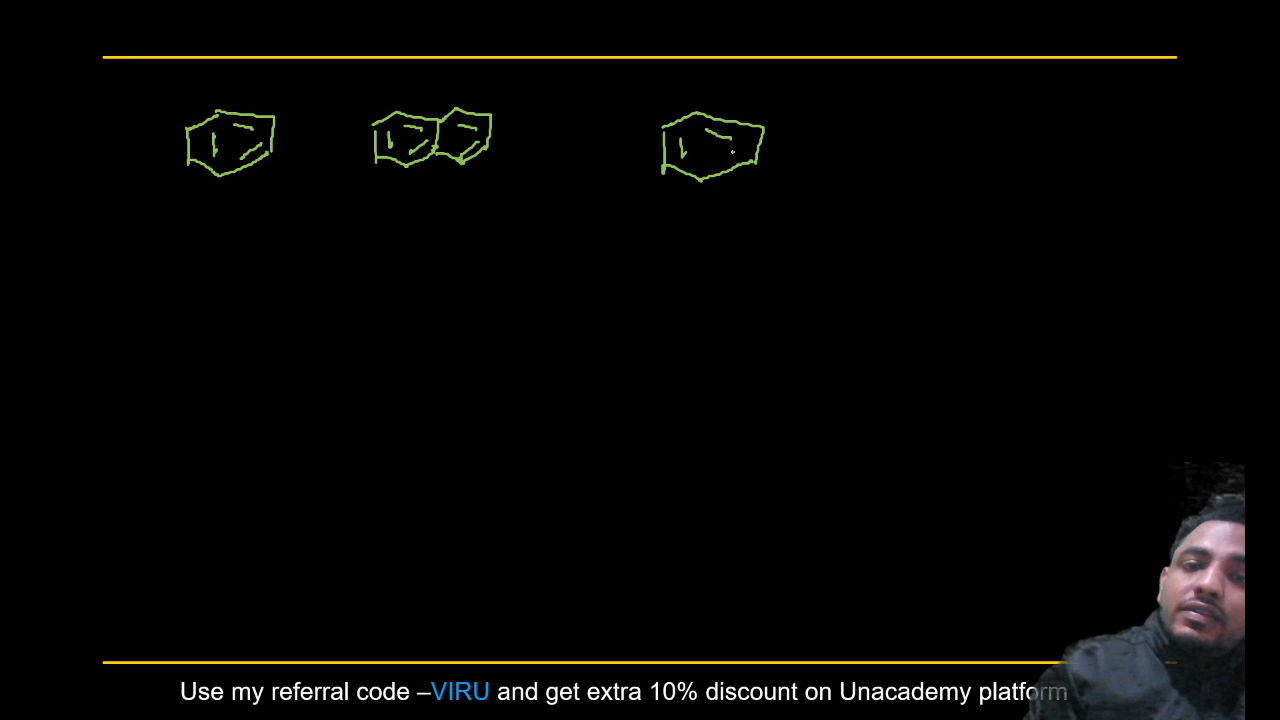 Use my referral code –VIRU and get extra 10% discount on Unacademy platform